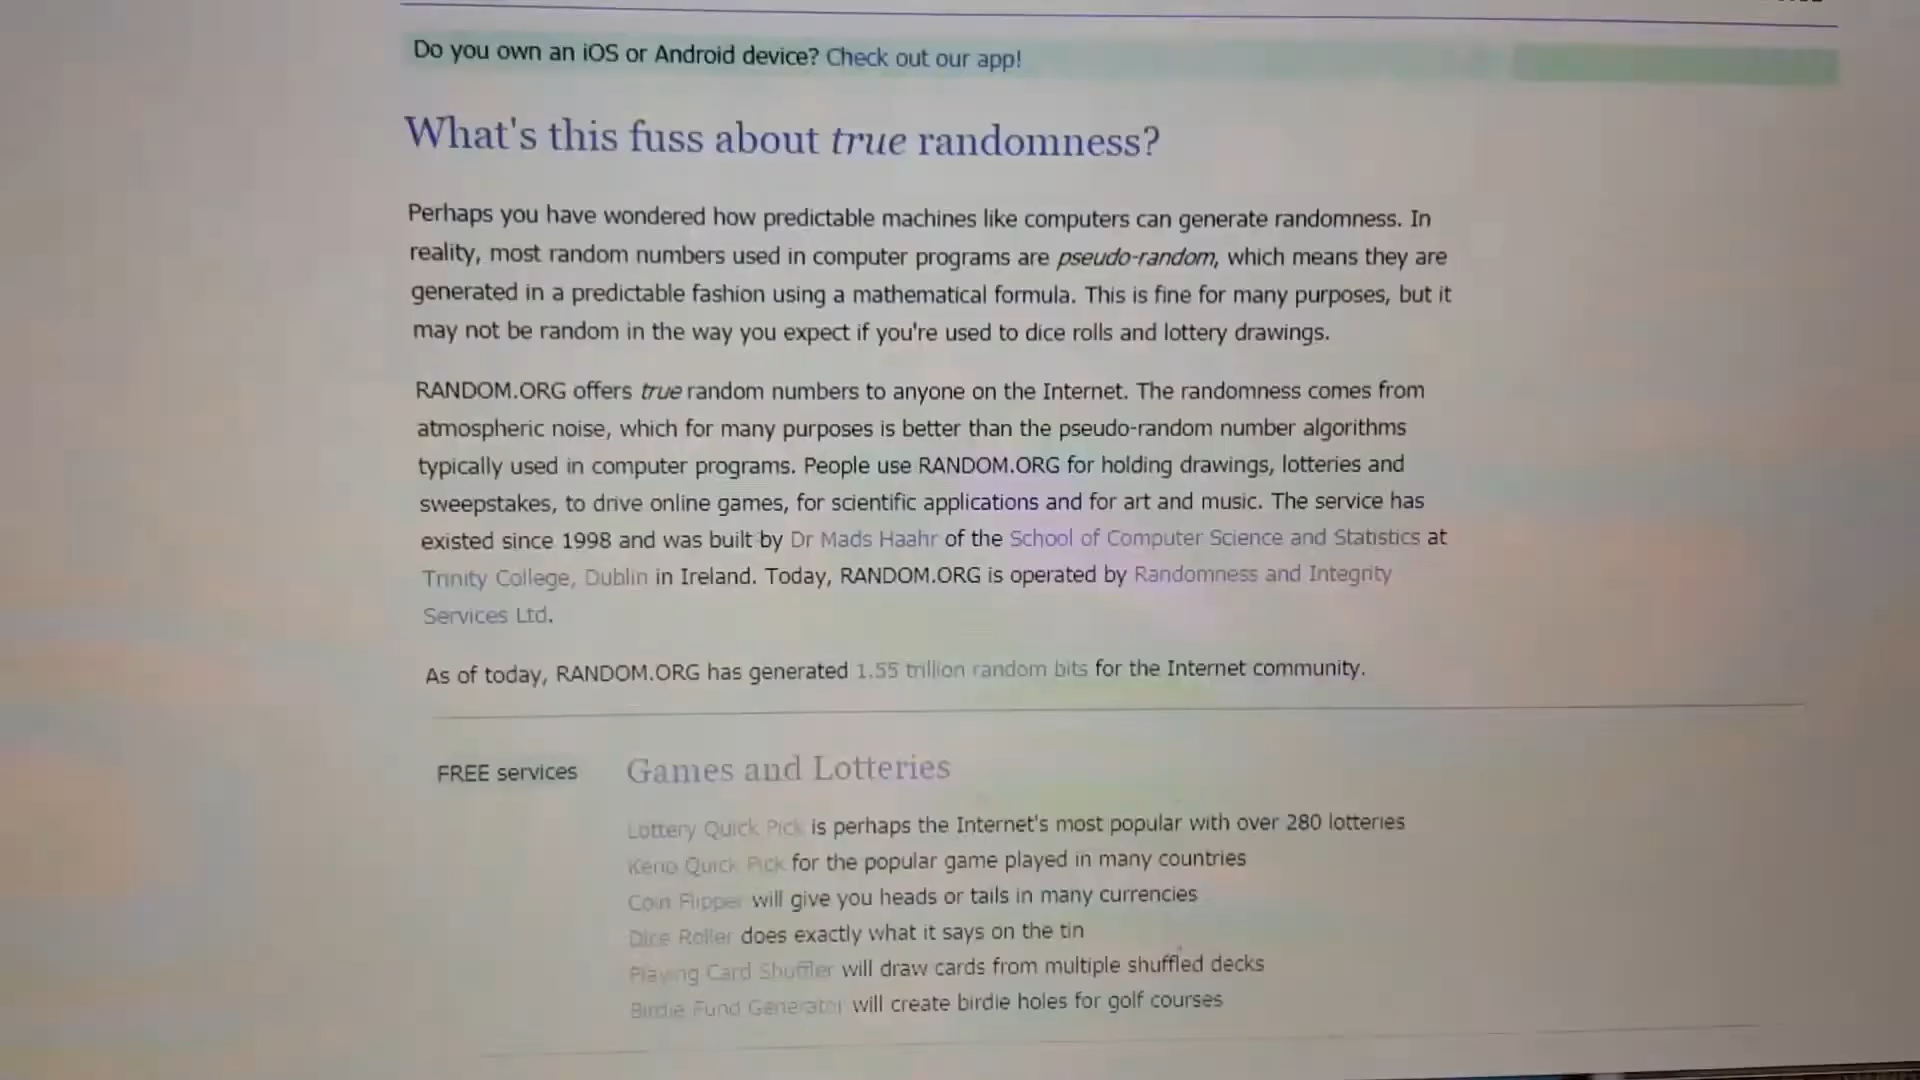 Do you own an iOS or Android device? Check out our app!
What's this fuss about true randomness?
Perhaps you have wondered how predictable machines like computers can generate randomness. In
reality, most random numbers used in computer programs are pseudo-random, which means they are
generated in a predictable fashion using a mathematical formula. This is fine for many purposes, but it
may not be random in the way you expect if you're used to dice rolls and lottery drawings.
RANDOM.ORG offers true random numbers to anyone on the Internet. The randomness comes from
atmospheric noise, which for many purposes is better than the pseudo-random number algorithms
typically used in computer programs. People use RANDOM.ORG for holding drawings, lotteries and
sweepstakes, to drive online games, for scientific applications and for art and music. The service has
existed since 1998 and was built by Dr Mads Haahr of the School of Computer Science and Statistics at
Trinity College, Dublin in Ireland. Today, RANDOM.ORG is operated by Randomness and Integrity
Services Ltd.
As of today, RANDOM.ORG has generated 1.55 trillion random bits for the Internet community.
FREE services
Games and Lotteries
Lottery Quick Pick is perhaps the Internet's most popular with over 280 lotteries
Keno Quick Pick for the popular game played in many countries
Coin Flipper will give you heads or tails in many currencies
Dice Roller does exactly what it says on the tin
Playing Card Shuffler will draw cards from multiple shuffled decks
Birdie Fund Generator will create birdie holes for golf courses